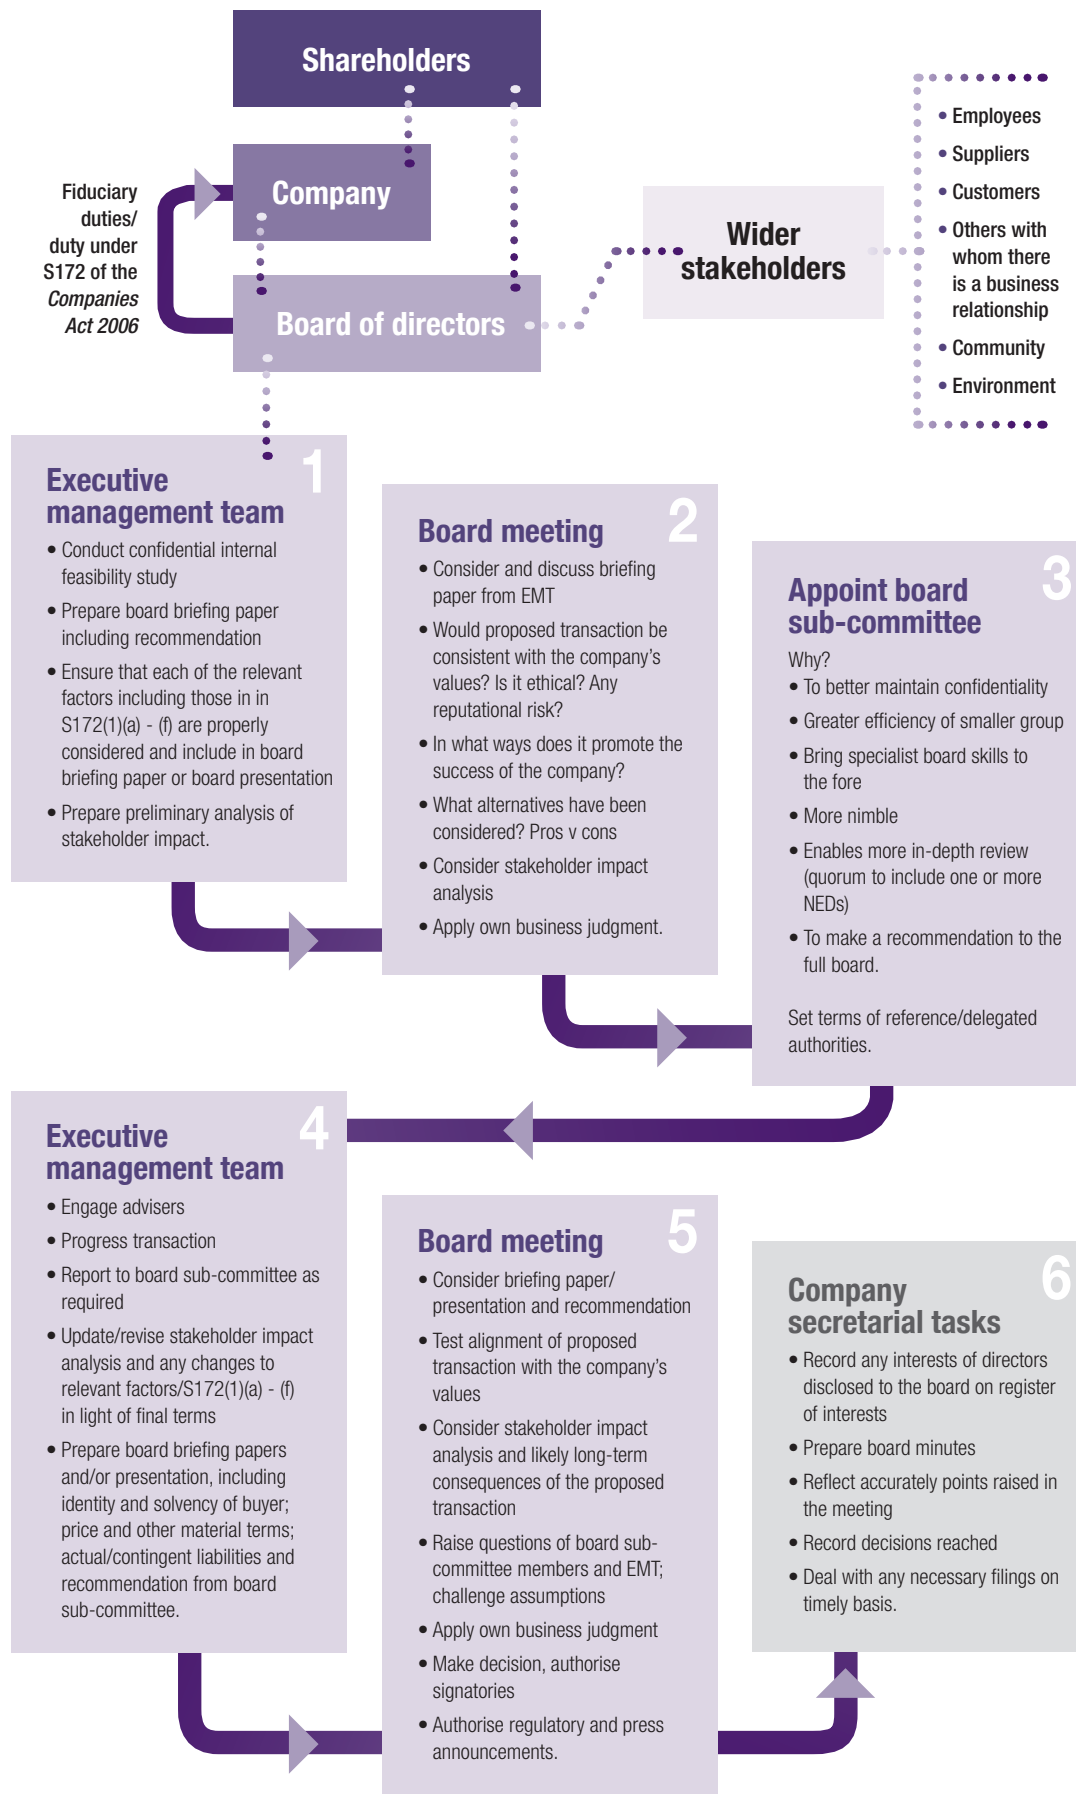 Shareholders
Company
Fiduciary
duties/
duty under
S172 of the
Companies
Act 2006
Board of directors
Wider
stakeholders
• Employees
• Suppliers
• Customers
• Others with
whom there
is a business
relationship
• Community
• Environment
1
Executive
management team
• Conduct confidential internal
feasibility study
• Prepare board briefing paper
including recommendation
• Ensure that each of the relevant
factors including those in in
S172(1)(a) - (f) are properly
considered and include in board
briefing paper or board presentation
• Prepare preliminary analysis of
stakeholder impact.
2
Board meeting
• Consider and discuss briefing
paper from EMT
• Would proposed transaction be
consistent with the company's
values? Is it ethical? Any
reputational risk?
• In what ways does it promote the
success of the company?
• What alternatives have been
considered? Pros v cons
• Consider stakeholder impact
analysis
• Apply own business judgment.
3
Appoint board
sub-committee
Why?
• To better maintain confidentiality
• Greater efficiency of smaller group
• Bring specialist board skills to
the fore
• More nimble
• Enables more in-depth review
(quorum to include one or more
NEDs)
• To make a recommendation to the
full board.
Set terms of reference/delegated
authorities.
4
Executive
management team
• Engage advisers
• Progress transaction
• Report to board sub-committee as
required
• Update/revise stakeholder impact
analysis and any changes to
relevant factors/S172(1)(a) - (f)
in light of final terms
• Prepare board briefing papers
and/or presentation, including
identity and solvency of buyer;
price and other material terms;
actual/contingent liabilities and
recommendation from board
sub-committee.
5
Board meeting
• Consider briefing paper/
presentation and recommendation
• Test alignment of proposed
transaction with the company's
values
• Consider stakeholder impact
analysis and likely long-term
consequences of the proposed
transaction
• Raise questions of board sub-
committee members and EMT;
challenge assumptions
• Apply own business judgment
• Make decision, authorise
signatories
• Authorise regulatory and press
announcements.
6
Company
secretarial tasks
• Record any interests of directors
disclosed to the board on register
of interests
• Prepare board minutes
• Reflect accurately points raised in
the meeting
• Record decisions reached
• Deal with any necessary filings on
timely basis.